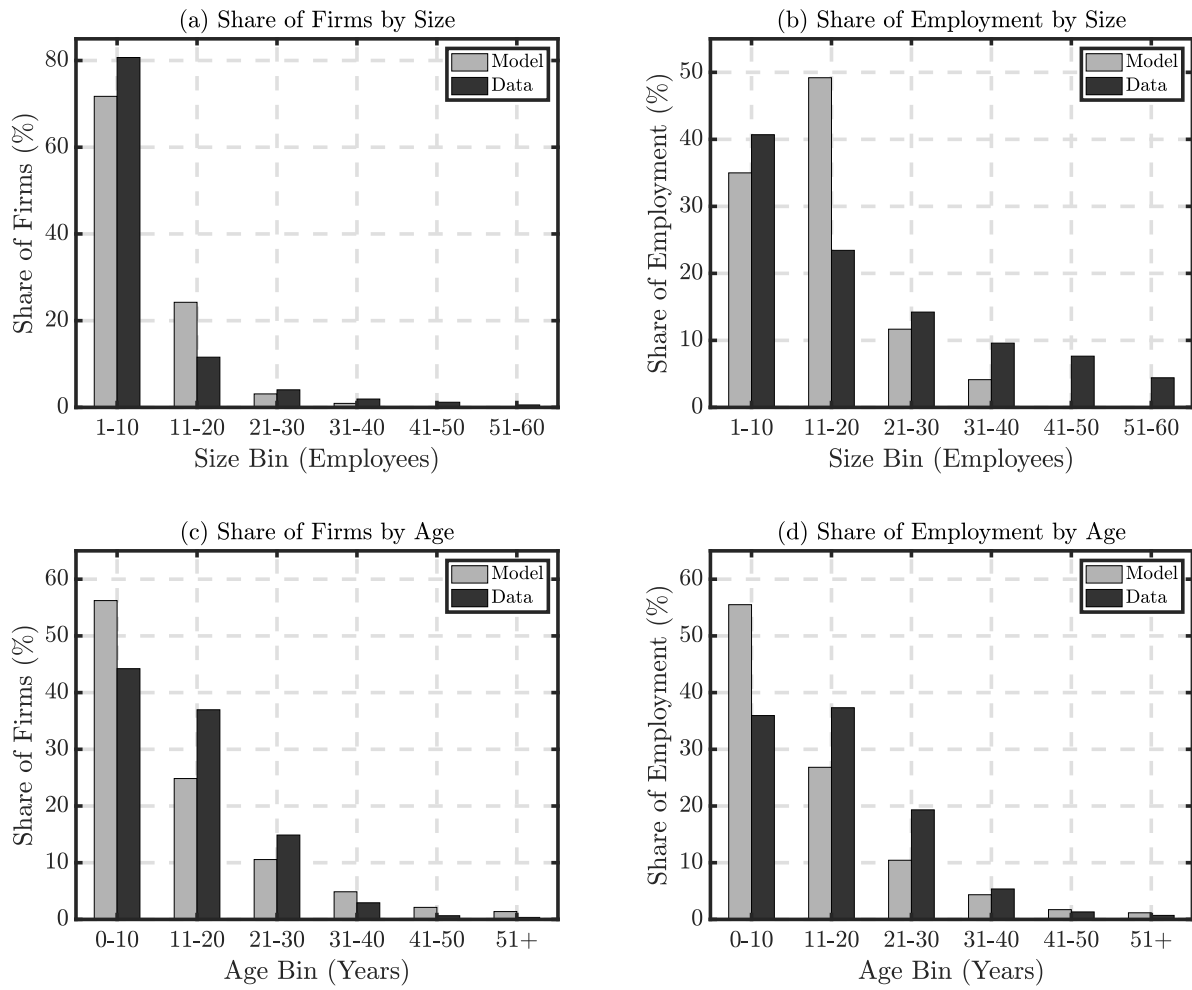 (a) Share of Firms by Size
Share of Firms (%)
80
60
40
20
0
Model
Data
1-10 11-20 21-30 31-40 41-50 51-60
Size Bin (Employees)
(b) Share of Employment by Size
Share of Employment (%)
50
40
30
20
10
0
Model
Data
1-10 11-20 21-30 31-40 41-50 51-60
Size Bin (Employees)
(c) Share of Firms by Age
Share of Firms (%)
60
50
40
30
20
10
0
Model
Data
0-10 11-20 21-30 31-40 41-50 51+
Age Bin (Years)
(d) Share of Employment by Age
Share of Employment (%)
60
50
40
30
20
10
0
Model
Data
0-10 11-20 21-30 31-40 41-50 51+
Age Bin (Years)